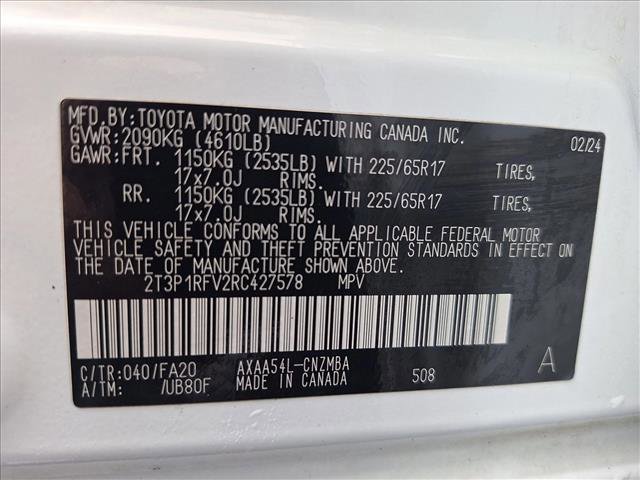 MFD.BY:TOYOTA MOTOR MANUFACTURING CANADA INC.
GVWR:2090KG (4610LB) 02/24
GAWR:FRT. 1150KG (2535LB) WITH 225/65R17 TIRES,
17x7.0J RIMS.
RR. 1150KG (2535LB) WITH 225/65R17 TIRES,
17x7.0J RIMS.
THIS VEHICLE CONFORMS TO ALL APPLICABLE FEDERAL MOTOR
VEHICLE SAFETY AND THEFT PREVENTION STANDARDS IN EFFECT ON
THE DATE OF MANUFACTURE SHOWN ABOVE.
2T3P1RFV2RC427578 MPV
C/TR:040/FA20 AXAA54L-CNZMBA 508 A
A/TM: /UB80F MADE IN CANADA